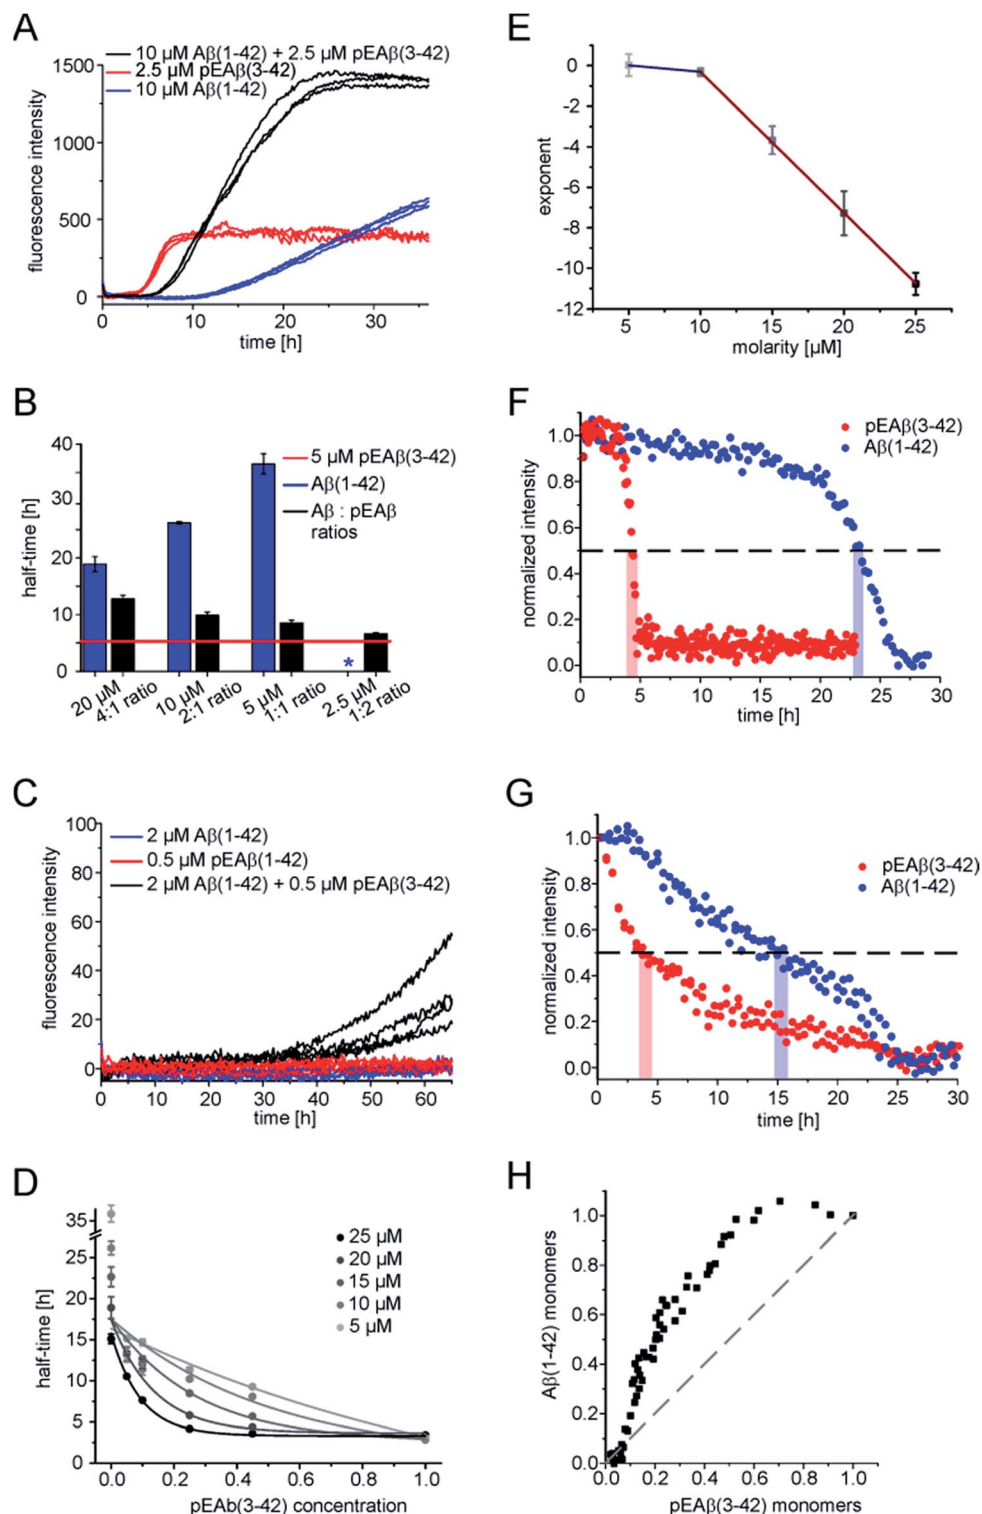 A
10 µM Aβ(1-42) + 2.5 µM pEAβ(3-42)
2.5 µM pEAβ(3-42)
10 µM Aβ(1-42)
1500
1000
500
0
fluorescence intensity
0 10 20 30
time [h]
B
40
30
20
10
0
half-time [h]
5 µM pEAβ(3-42)
Aβ(1-42)
Aβ : pEAβ
ratios
*
20 µM
4:1 ratio
10 µM
2:1 ratio
5 µM
1:1 ratio
2.5 µM
1:2 ratio
C
100
80
60
40
20
0
fluorescence intensity
2 µM Aβ(1-42)
0.5 µM pEAβ(1-42)
2 µM Aβ(1-42) + 0.5 µM pEAβ(3-42)
0 10 20 30 40 50 60
time [h]
D
35
25
20
15
10
5
0
half-time [h]
25 µM
20 µM
15 µM
10 µM
5 µM
0.0 0.2 0.4 0.6 0.8 1.0
pEAb(3-42) concentration
E
0
-2
-4
-6
-8
-10
-12
exponent
5 10 15 20 25
molarity [µM]
F
1.0
0.8
0.6
0.4
0.2
0.0
normalized intensity
pEAβ(3-42)
Aβ(1-42)
0 5 10 15 20 25 30
time [h]
G
1.0
0.8
0.6
0.4
0.2
0.0
normalized intensity
pEAβ(3-42)
Aβ(1-42)
0 5 10 15 20 25 30
time [h]
H
1.0
0.8
0.6
0.4
0.2
0.0
Aβ(1-42) monomers
0.0 0.2 0.4 0.6 0.8 1.0
pEAβ(3-42) monomers